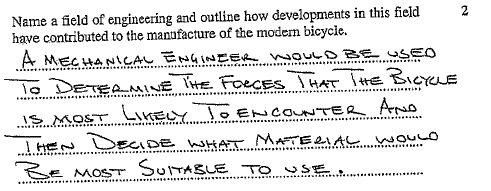 Name a field of engineering and outline how developments in this field 2
have contributed to the manufacture of the modern bicycle.
A MECHANICAL ENGINEER WOULD BE USED
TO DETERMINE THE FORCES THAT THE BICYCLE
IS MOST LIKELY TO ENCOUNTER AND
THEN DECIDE WHAT MATERIAL WOULD
BE MOST SUITABLE TO USE.